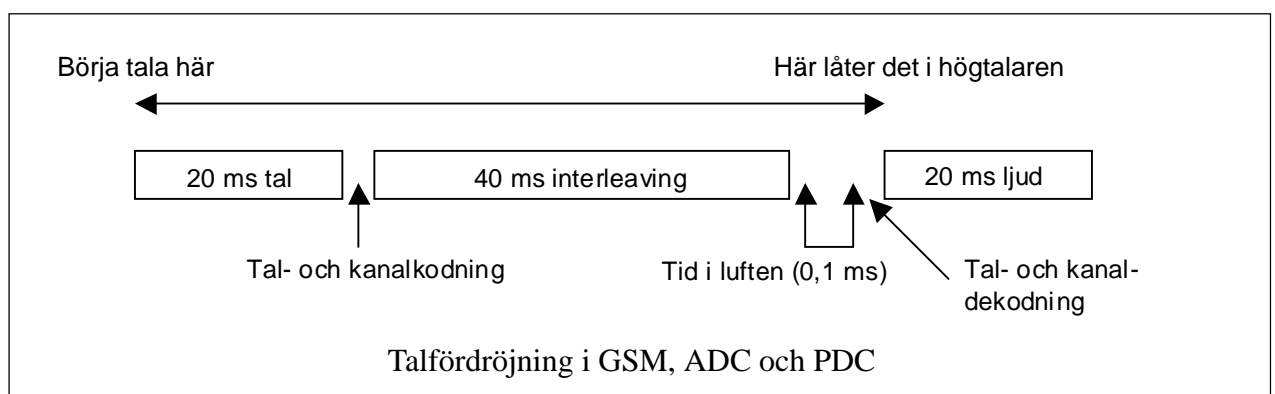 Börja tala här
Här låter det i högtalaren
20 ms tal
40 ms interleaving
20 ms ljud
Tal- och kanalkodning
Tid i luften (0,1 ms)
Tal- och kanal-
dekodning
Talfördröjning i GSM, ADC och PDC